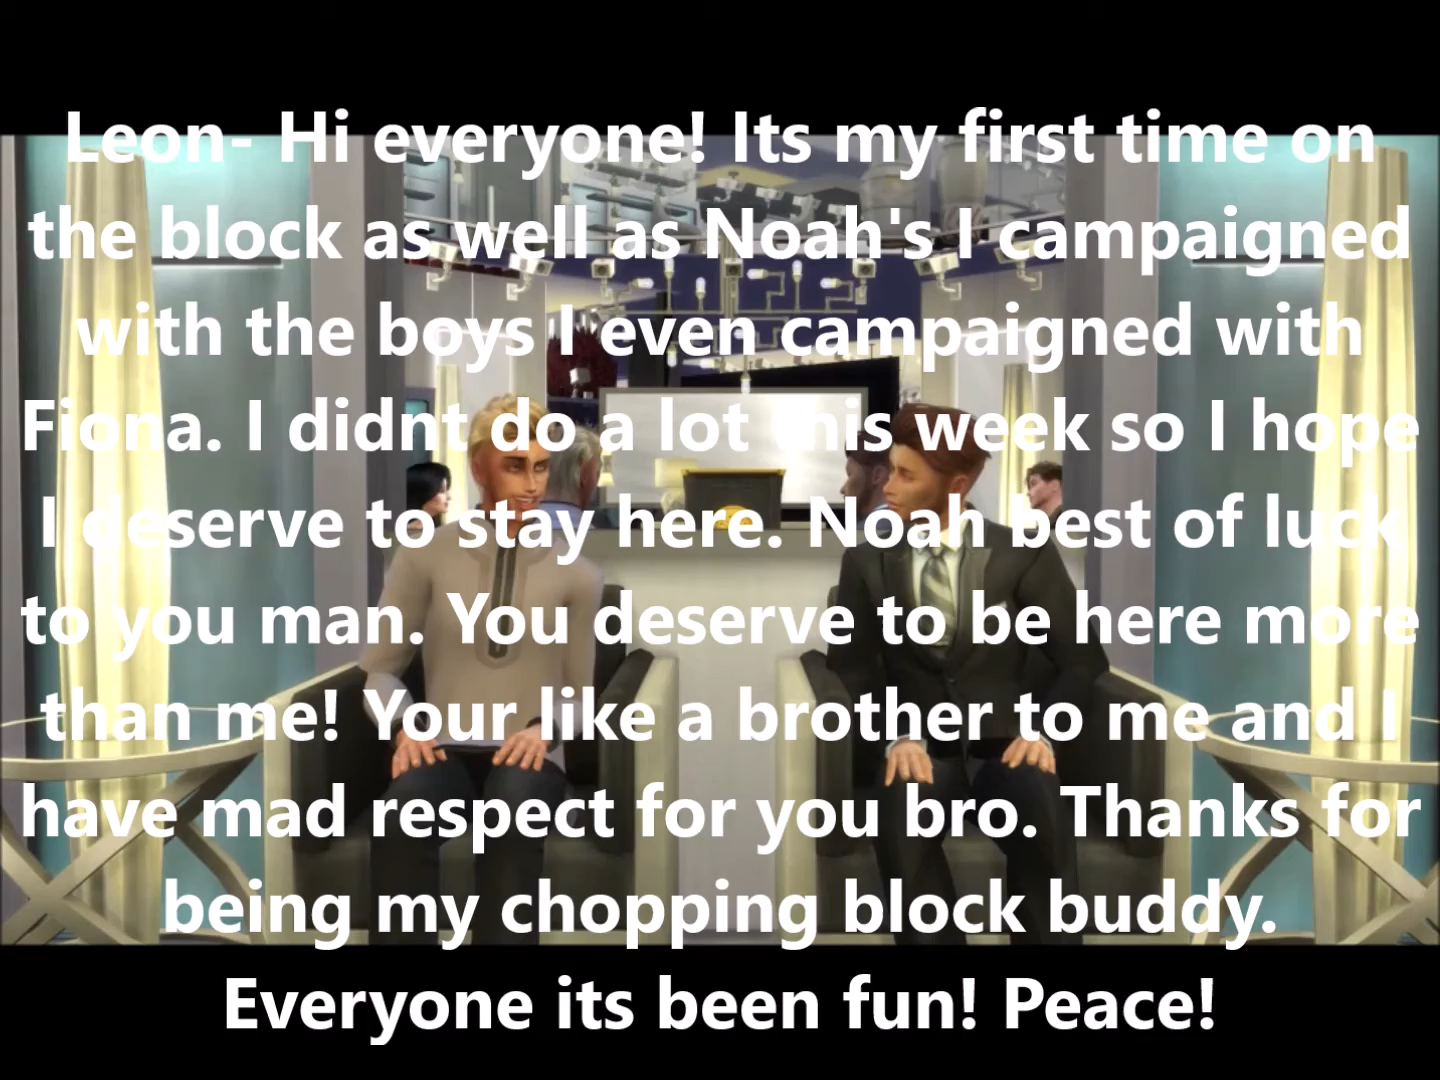 Leon- Hi everyone! Its my first time on
the block as well as Noah's I campaigned
with the boys I even campaigned with
Fiona. I didnt do a lot this week so I hope
I deserve to stay here. Noah best of luck
to you man. You deserve to be here more
than me! Your like a brother to me and I
have mad respect for you bro. Thanks for
being my chopping block buddy.
Everyone its been fun! Peace!